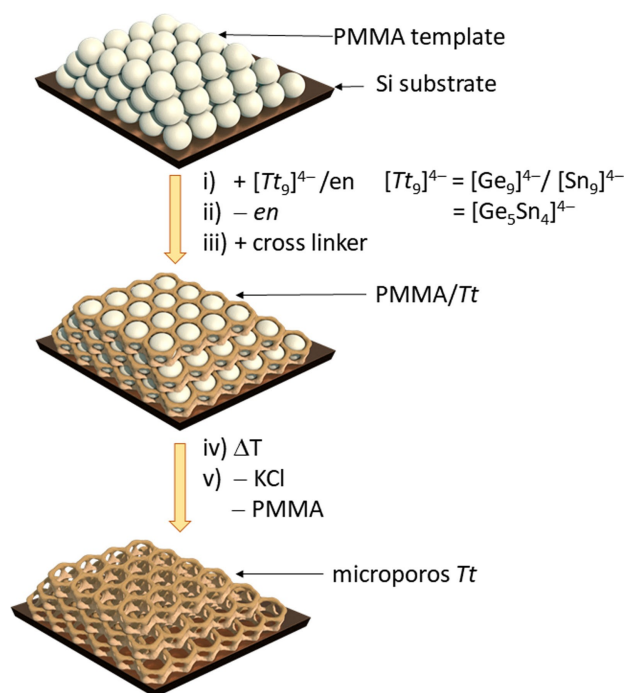 PMMA template
Si substrate
i) + [Tt₉]⁴⁻ /en [Tt₉]⁴⁻ = [Ge₉]⁴⁻/ [Sn₉]⁴⁻
ii) – en = [Ge₅Sn₄]⁴⁻
iii) + cross linker
PMMA/Tt
iv) ΔT
v) – KCl
– PMMA
microporos Tt